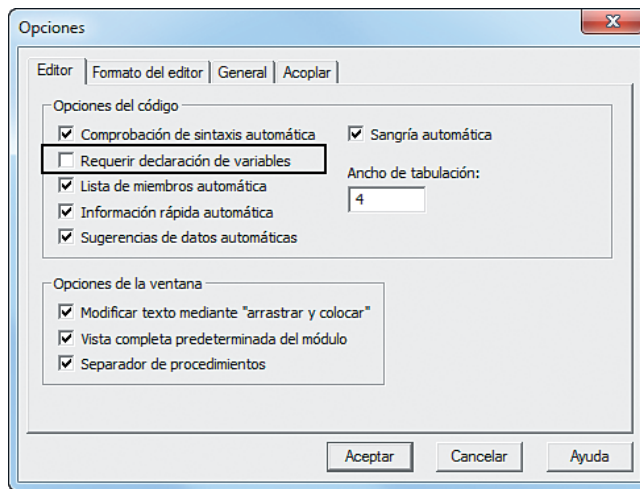 Opciones
Editor Formato del editor General Acoplar
Opciones del código
Comprobación de sintaxis automática
Requerir declaración de variables
Lista de miembros automática
Información rápida automática
Sugerencias de datos automáticas
Sangría automática
Ancho de tabulación:
4
Opciones de la ventana
Modificar texto mediante "arrastrar y colocar"
Vista completa predeterminada del módulo
Separador de procedimientos
Aceptar Cancelar Ayuda